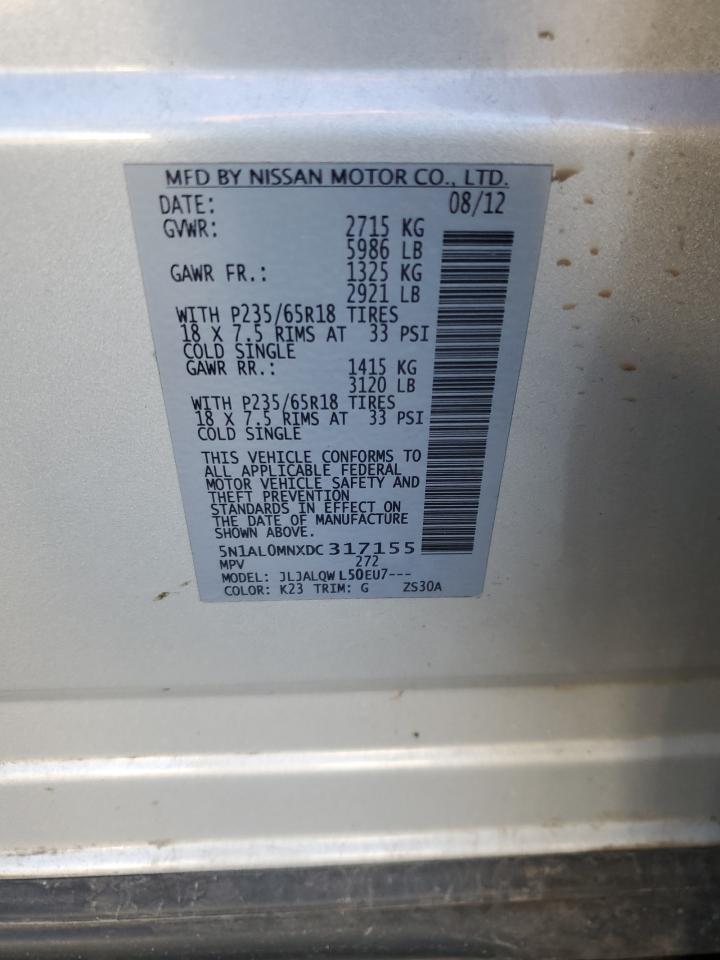 MFD BY NISSAN MOTOR CO., LTD.
DATE: 08/12
GVWR: 2715 KG
5986 LB
GAWR FR.: 1325 KG
2921 LB
WITH P235/65R18 TIRES
18 X 7.5 RIMS AT 33 PSI
COLD SINGLE
GAWR RR.: 1415 KG
3120 LB
WITH P235/65R18 TIRES
18 X 7.5 RIMS AT 33 PSI
COLD SINGLE
THIS VEHICLE CONFORMS TO
ALL APPLICABLE FEDERAL
MOTOR VEHICLE SAFETY AND
THEFT PREVENTION
STANDARDS IN EFFECT ON
THE DATE OF MANUFACTURE
SHOWN ABOVE.
5N1AL0MNXDC317155
MPV 272
MODEL: JLJALQWL50EU7---
COLOR: K23 TRIM: G ZS30A